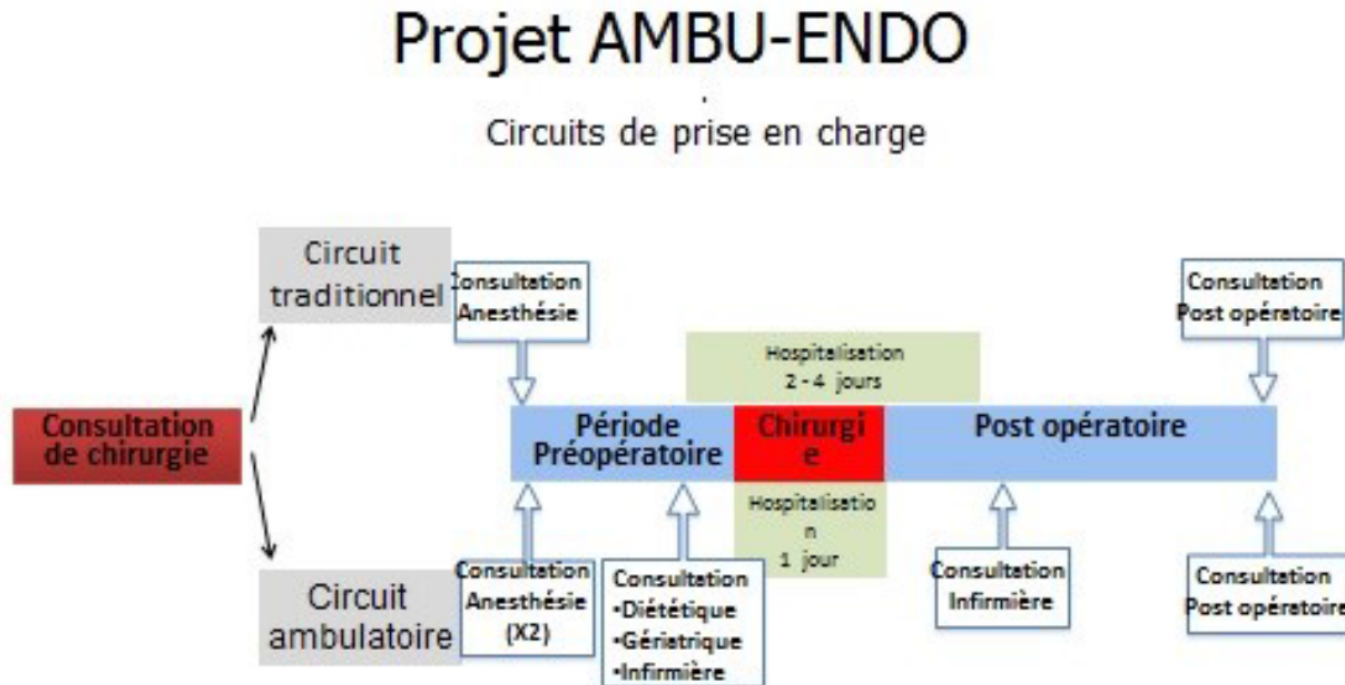 Projet AMBU-ENDO
Circuits de prise en charge
Circuit
traditionnel
Consultation
Anesthésie
Consultation
Post opératoire
Hospitalisation
2 - 4 jours
Consultation
de chirurgie
Période
Préopératoire
Chirurgi
e
Post opératoire
Hospitalisatio
n
1 jour
Circuit
ambulatoire
Consultation
Anesthésie
(X2)
Consultation
•Diététique
•Gériatrique
•Infirmière
Consultation
Infirmière
Consultation
Post opératoire